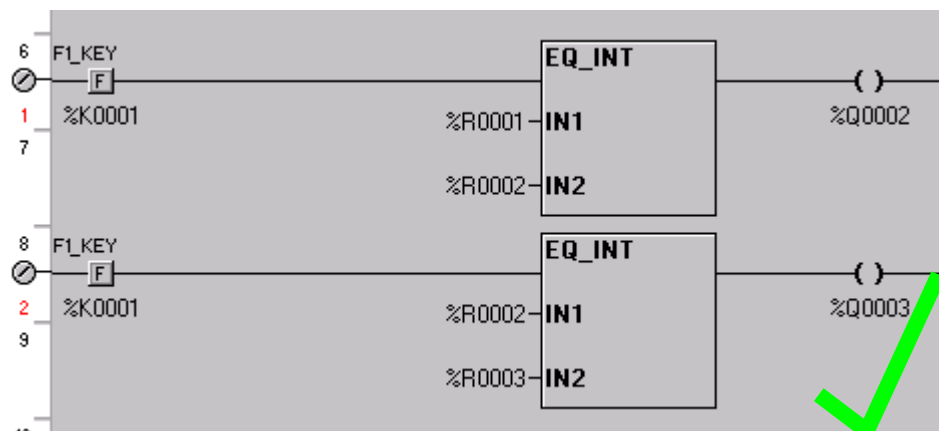 6 F1_KEY EQ_INT
F ( )
1 %K0001 %R0001 IN1 %Q0002
7
%R0002 IN2
8 F1_KEY EQ_INT
F ( )
2 %K0001 %R0002 IN1 %Q0003
9
%R0003 IN2